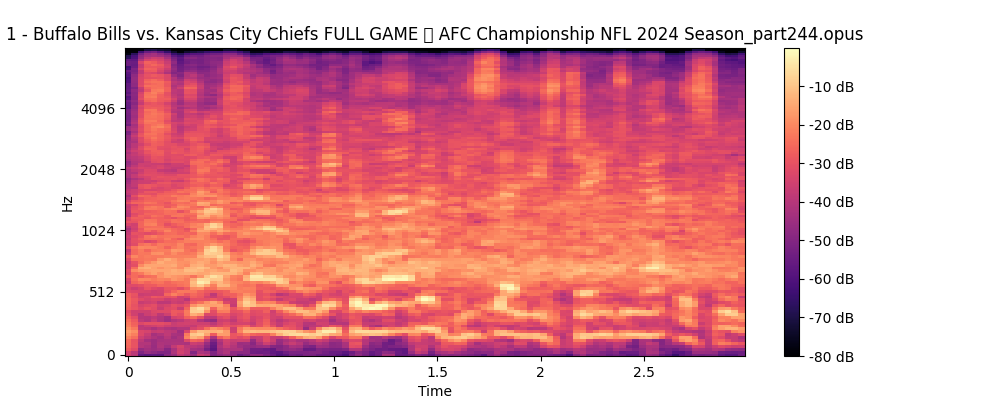 1 - Buffalo Bills vs. Kansas City Chiefs FULL GAME ▯ AFC Championship NFL 2024 Season_part244.opus
4096
2048
1024
512
0
Hz
0
0.5
1
1.5
2
2.5
Time
-10 dB
-20 dB
-30 dB
-40 dB
-50 dB
-60 dB
-70 dB
-80 dB